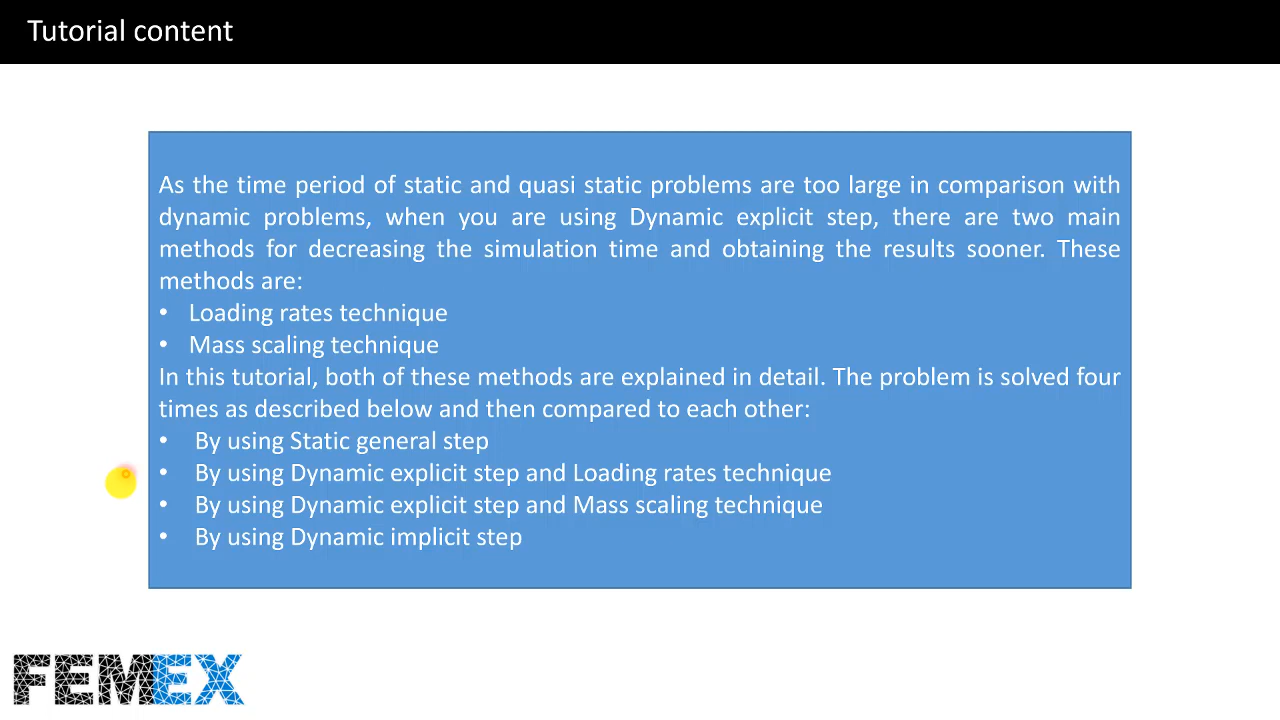 Tutorial content
As the time period of static and quasi static problems are too large in comparison with
dynamic problems, when you are using Dynamic explicit step, there are two main
methods for decreasing the simulation time and obtaining the results sooner. These
methods are:
• Loading rates technique
• Mass scaling technique
In this tutorial, both of these methods are explained in detail. The problem is solved four
times as described below and then compared to each other:
• By using Static general step
• By using Dynamic explicit step and Loading rates technique
• By using Dynamic explicit step and Mass scaling technique
• By using Dynamic implicit step
FEMEX